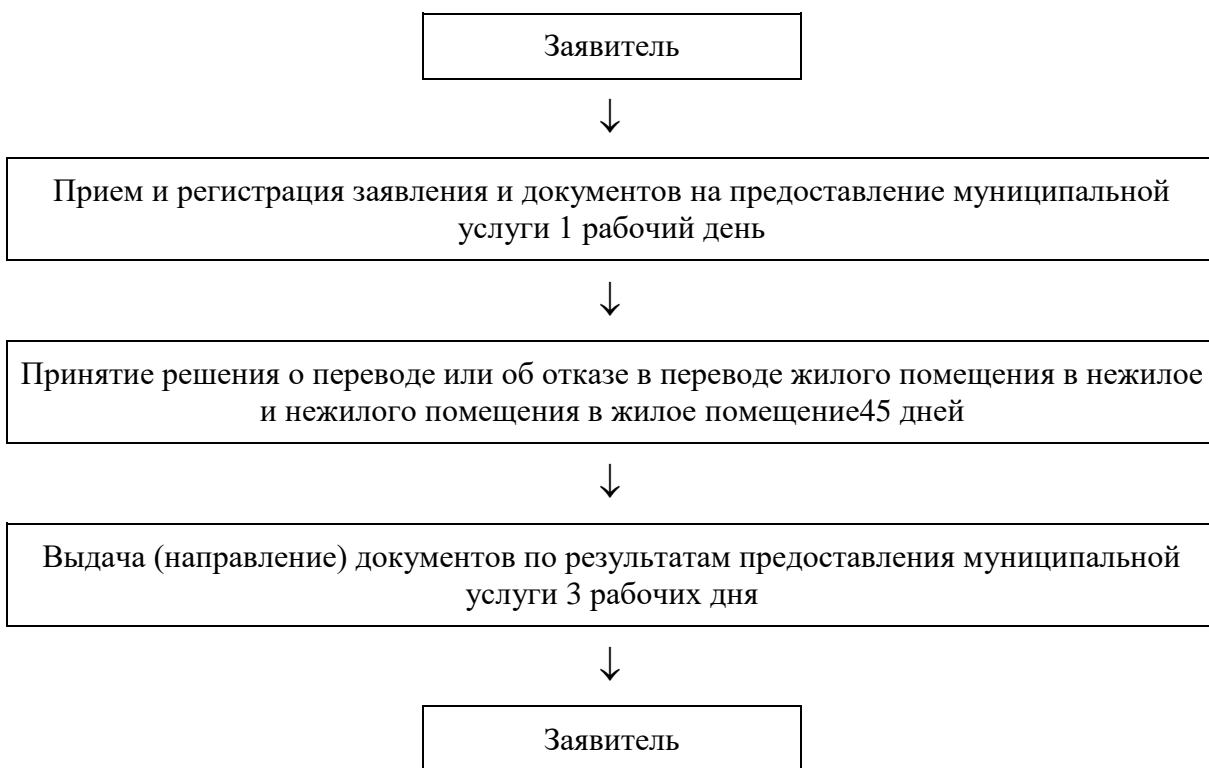 Заявитель
↓
Прием и регистрация заявления и документов на предоставление муниципальной
услуги 1 рабочий день
↓
Принятие решения о переводе или об отказе в переводе жилого помещения в нежилое
и нежилого помещения в жилое помещение45 дней
↓
Выдача (направление) документов по результатам предоставления муниципальной
услуги 3 рабочих дня
↓
Заявитель